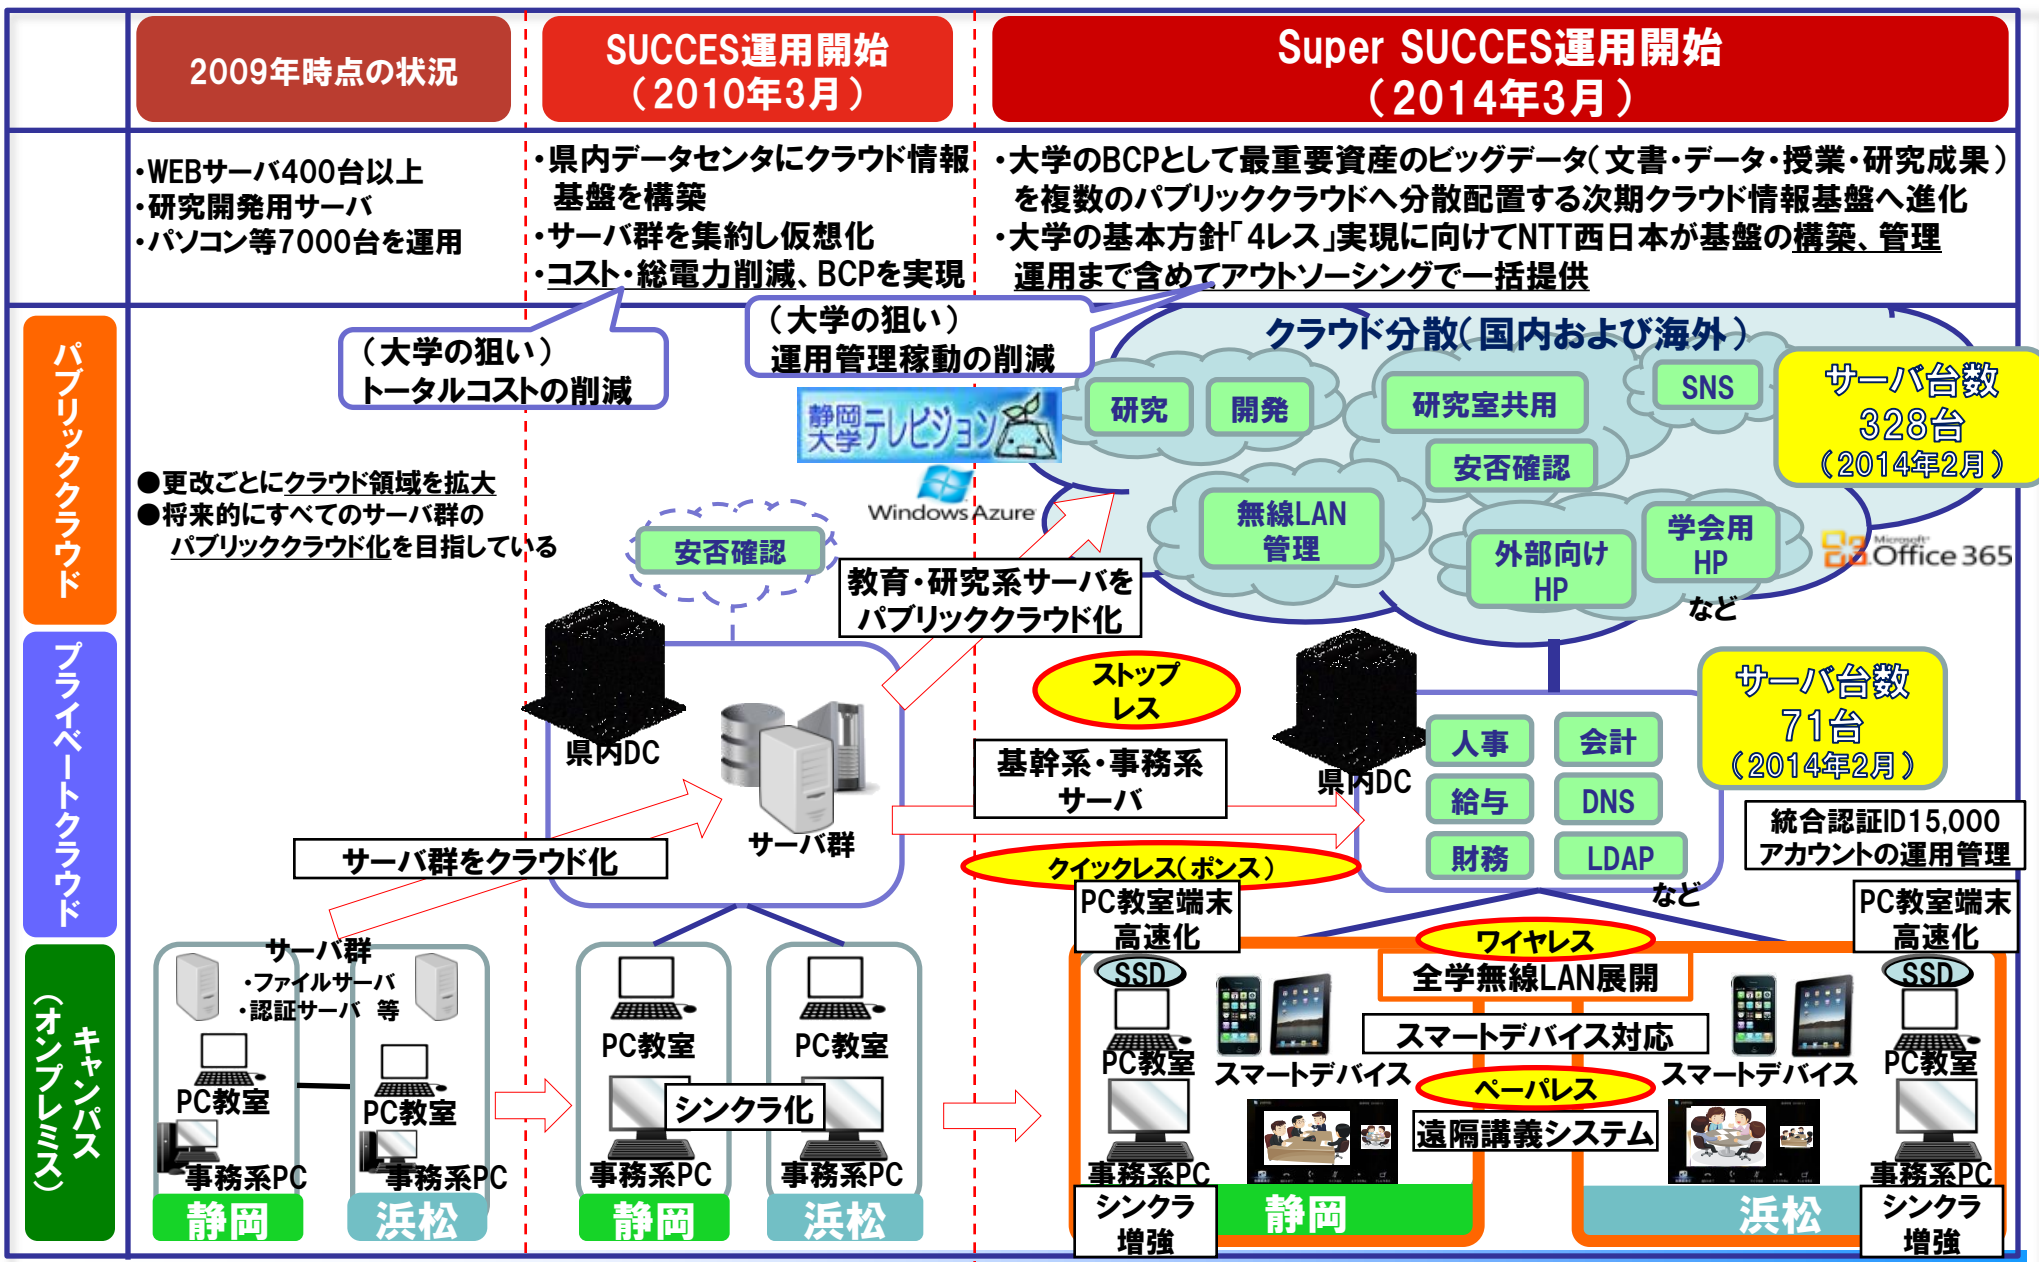 2009年時点の状況
SUCCES運用開始
（2010年3月）
Super SUCCES運用開始
（2014年3月）
・WEBサーバ400台以上
・研究開発用サーバ
・パソコン等7000台を運用
・県内データセンタにクラウド情報
基盤を構築
・サーバ群を集約し仮想化
・コスト・総電力削減、BCPを実現
・大学のBCPとして最重要資産のビッグデータ（文書・データ・授業・研究成果）
を複数のパブリッククラウドへ分散配置する次期クラウド情報基盤へ進化
・大学の基本方針「4レス」実現に向けてNTT西日本が基盤の構築、管理
運用まで含めてアウトソーシングで一括提供
パブリッククラウド
（大学の狙い）
トータルコストの削減
（大学の狙い）
運用管理稼動の削減
●更改ごとにクラウド領域を拡大
●将来的にすべてのサーバ群の
パブリッククラウド化を目指している
静岡
大学
テレビジョン
Windows Azure
安否確認
教育・研究系サーバを
パブリッククラウド化
クラウド分散（国内および海外）
研究
開発
研究室共用
安否確認
SNS
無線LAN
管理
外部向け
HP
学会用
HP
など
サーバ台数
328台
（2014年2月）
Microsoft
Office 365
プライベートクラウド
県内DC
サーバ群
サーバ群をクラウド化
ストップ
レス
基幹系・事務系
サーバ
クイックレス（ポンス）
県内DC
人事
会計
給与
DNS
財務
LDAP
など
サーバ台数
71台
（2014年2月）
統合認証ID15,000
アカウントの運用管理
キャンパス
（オンプレミス）
サーバ群
・ファイルサーバ
・認証サーバ 等
PC教室
PC教室
事務系PC
事務系PC
静岡
浜松
PC教室
PC教室
シンクラ化
事務系PC
事務系PC
静岡
浜松
PC教室端末
高速化
SSD
PC教室
事務系PC
シンクラ
増強
ワイヤレス
全学無線LAN展開
スマートデバイス対応
スマートデバイス
スマートデバイス
ペーパレス
遠隔講義システム
静岡
浜松
PC教室端末
高速化
SSD
PC教室
事務系PC
シンクラ
増強